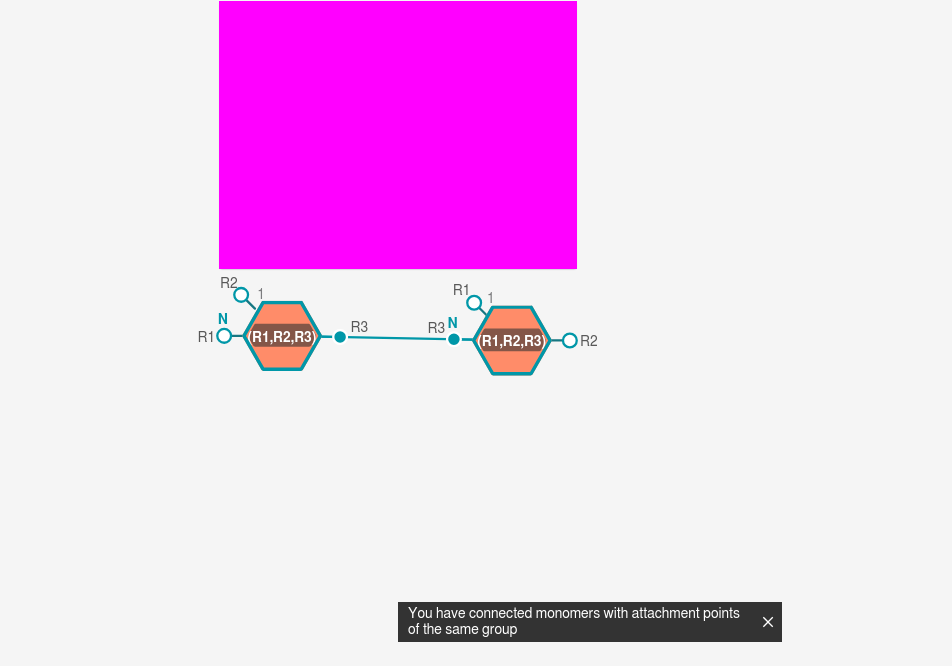 R2
1
N
R1
(R1,R2,R3)
R3
R1
1
R3
N
(R1,R2,R3)
R2
You have connected monomers with attachment points
of the same group